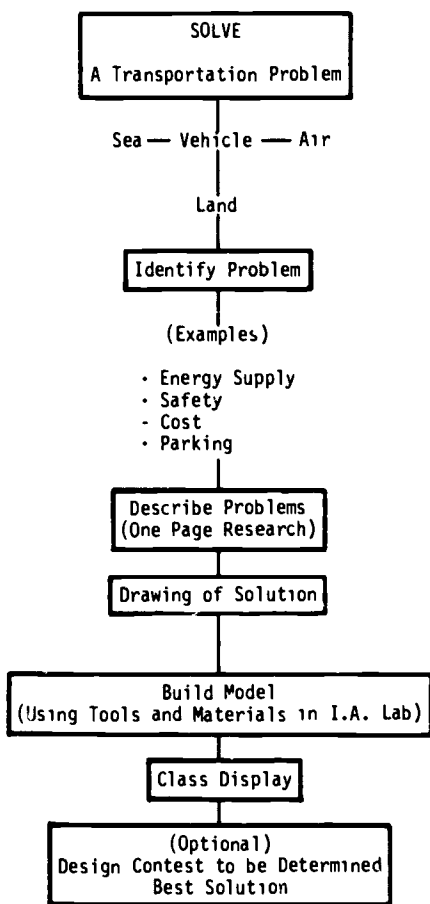 SOLVE
A Transportation Problem
Sea — Vehicle — Air
Land
Identify Problem
(Examples)
· Energy Supply
· Safety
- Cost
· Parking
Describe Problems
(One Page Research)
Drawing of Solution
Build Model
(Using Tools and Materials in I.A. Lab)
Class Display
(Optional)
Design Contest to be Determined
Best Solution